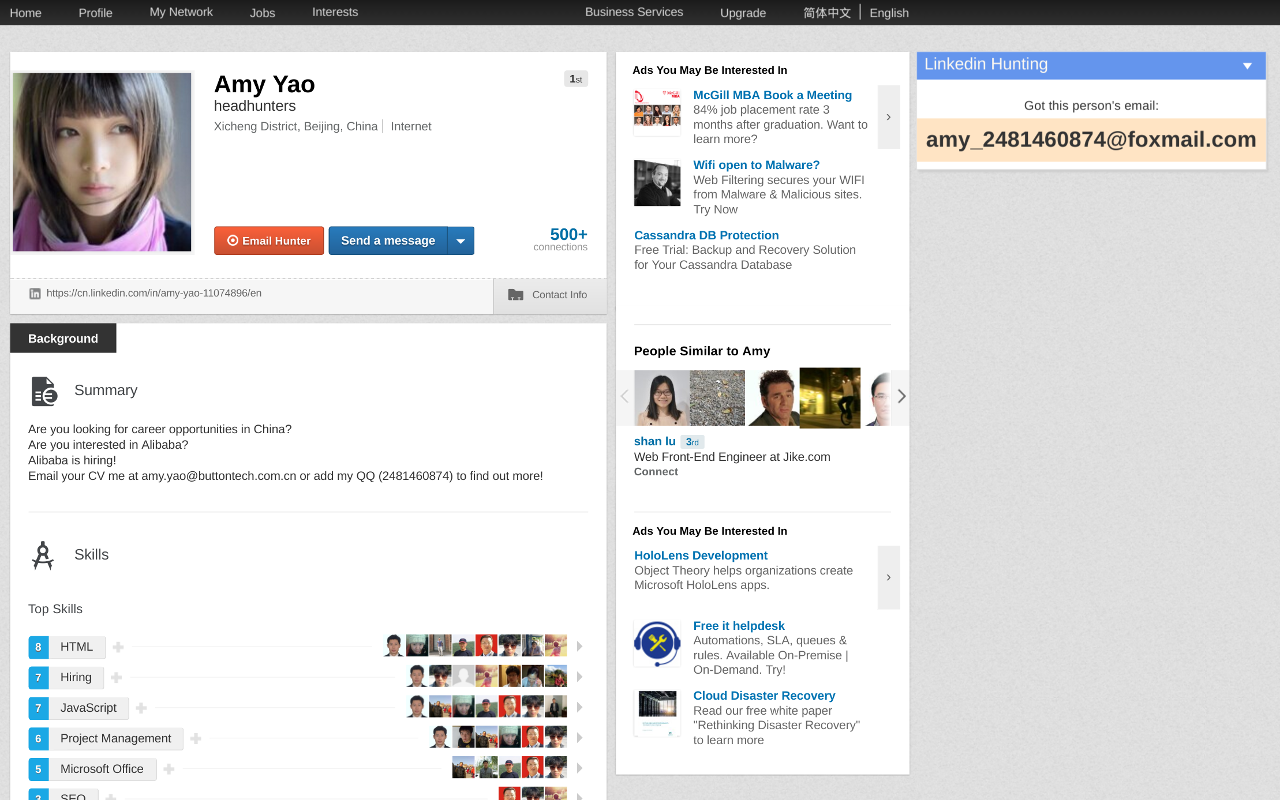 Home Profile My Network Jobs Interests Business Services Upgrade 简体中文 English
Amy Yao
1st
headhunters
Xicheng District, Beijing, China Internet
Email Hunter
Send a message
500+
connections
https://cn.linkedin.com/in/amy-yao-11074896/en
Contact Info
Background
Summary
Are you looking for career opportunities in China?
Are you interested in Alibaba?
Alibaba is hiring!
Email your CV me at amy.yao@buttontech.com.cn or add my QQ (2481460874) to find out more!
Skills
Top Skills
8 HTML
7 Hiring
7 JavaScript
6 Project Management
5 Microsoft Office
SEO
Ads You May Be Interested In
McGill MBA Book a Meeting
84% job placement rate 3
months after graduation. Want to
learn more?
Wifi open to Malware?
Web Filtering secures your WIFI
from Malware & Malicious sites.
Try Now
Cassandra DB Protection
Free Trial: Backup and Recovery Solution
for Your Cassandra Database
People Similar to Amy
shan lu 3rd
Web Front-End Engineer at Jike.com
Connect
Ads You May Be Interested In
HoloLens Development
Object Theory helps organizations create
Microsoft HoloLens apps.
Free it helpdesk
Automations, SLA, queues &
rules. Available On-Premise |
On-Demand. Try!
Cloud Disaster Recovery
Read our free white paper
"Rethinking Disaster Recovery"
to learn more
Linkedin Hunting
Got this person's email:
amy_2481460874@foxmail.com